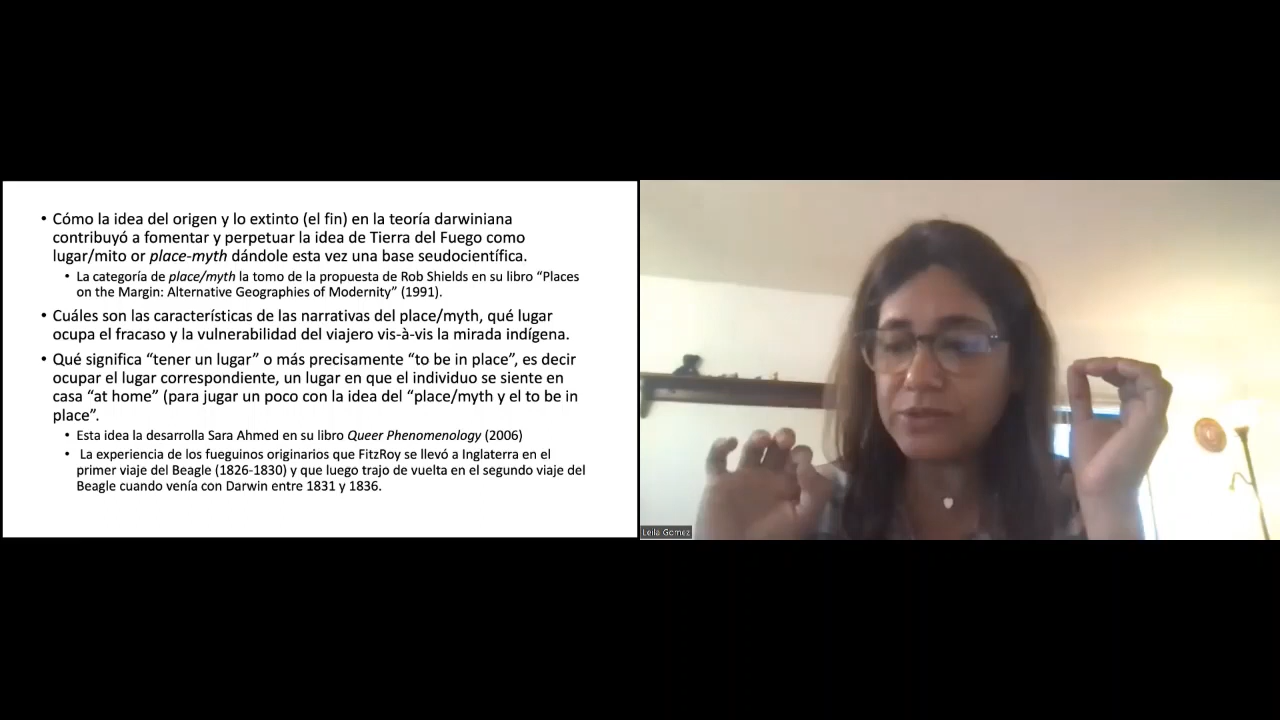 • Cómo la idea del origen y lo extinto (el fin) en la teoría darwiniana
contribuyó a fomentar y perpetuar la idea de Tierra del Fuego como
lugar/mito or place-myth dándole esta vez una base seudocientífica.
• La categoría de place/myth la tomo de la propuesta de Rob Shields en su libro “Places
on the Margin: Alternative Geographies of Modernity” (1991).
• Cuáles son las características de las narrativas del place/myth, qué lugar
ocupa el fracaso y la vulnerabilidad del viajero vis-à-vis la mirada indígena.
• Qué significa “tener un lugar” o más precisamente “to be in place”, es decir
ocupar el lugar correspondiente, un lugar en que el individuo se siente en
casa “at home” (para jugar un poco con la idea del “place/myth y el to be in
place”.
• Esta idea la desarrolla Sara Ahmed en su libro Queer Phenomenology (2006)
• La experiencia de los fueguinos originarios que FitzRoy se llevó a Inglaterra en el
primer viaje del Beagle (1826-1830) y que luego trajo de vuelta en el segundo viaje del
Beagle cuando venía con Darwin entre 1831 y 1836.
Leila Gomez